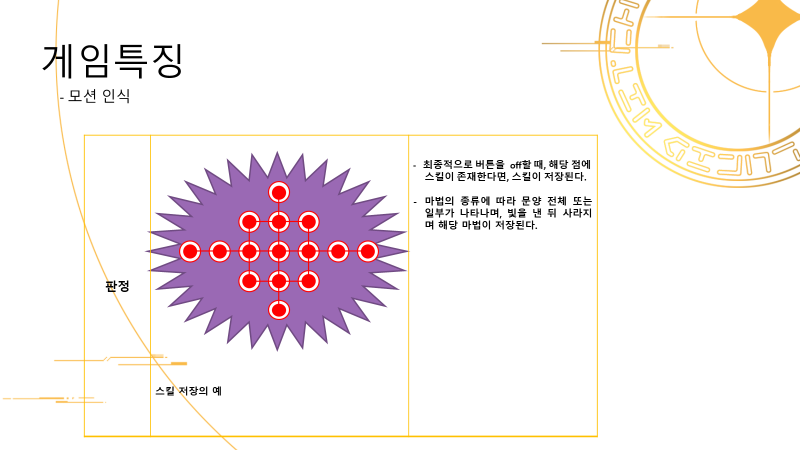 게임특징
- 모션 인식
판정
스킬 저장의 예
- 최종적으로 버튼을 off할 때, 해당 점에
스킬이 존재한다면, 스킬이 저장된다.
- 마법의 종류에 따라 문양 전체 또는
일부가 나타나며, 빛을 낸 뒤 사라지
며 해당 마법이 저장된다.